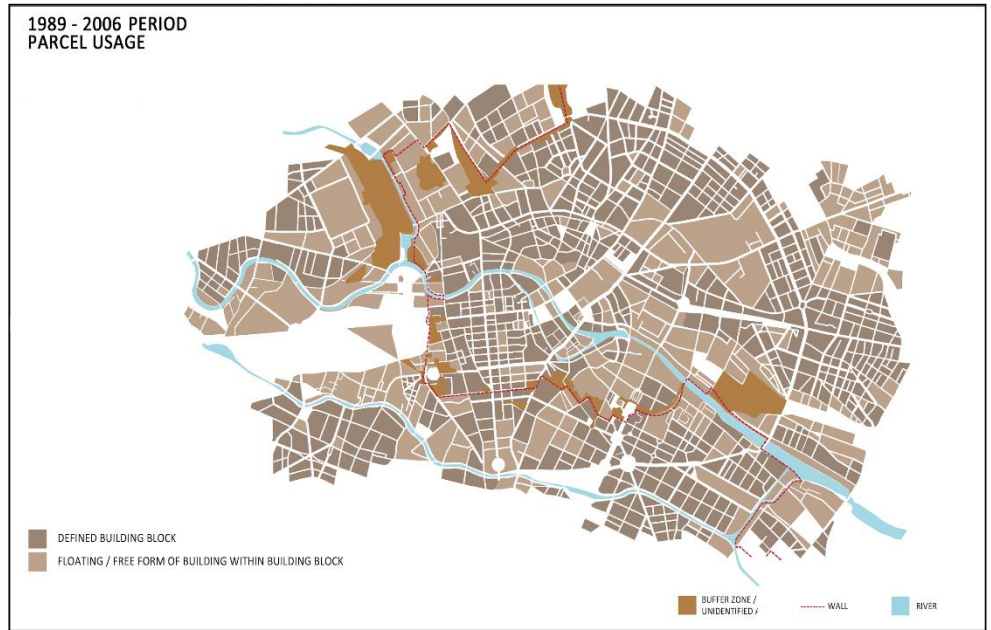 1989 - 2006 PERIOD
PARCEL USAGE
DEFINED BUILDING BLOCK
FLOATING / FREE FORM OF BUILDING WITHIN BUILDING BLOCK
BUFFER ZONE /
UNIDENTIFIED /
WALL
RIVER